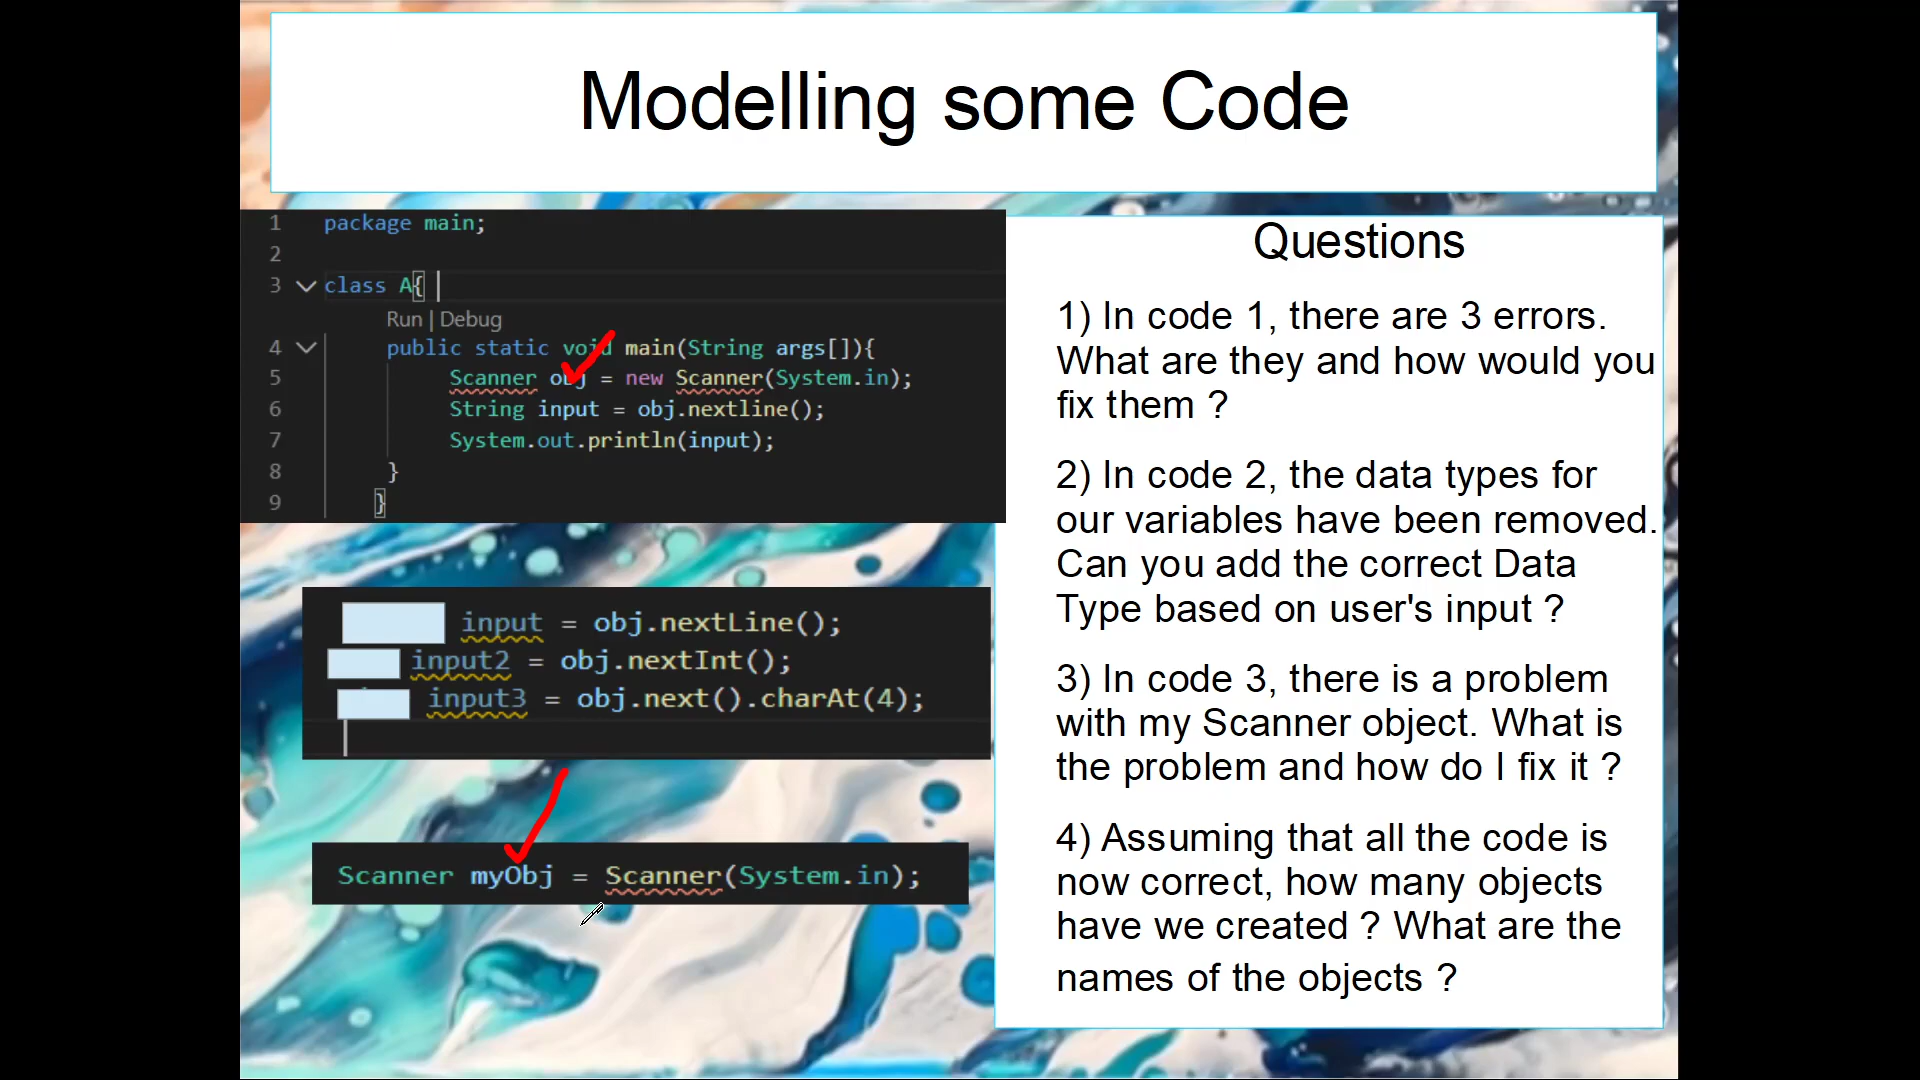 Modelling some Code
1 package main;
2
3 class A{
Run | Debug
4 public static void main(String args[]){
5 Scanner obj = new Scanner(System.in);
6 String input = obj.nextline();
7 System.out.println(input);
8 }
9 }
input = obj.nextLine();
input2 = obj.nextInt();
input3 = obj.next().charAt(4);
Scanner myObj = Scanner(System.in);
Questions
1) In code 1, there are 3 errors.
What are they and how would you
fix them ?
2) In code 2, the data types for
our variables have been removed.
Can you add the correct Data
Type based on user's input ?
3) In code 3, there is a problem
with my Scanner object. What is
the problem and how do I fix it ?
4) Assuming that all the code is
now correct, how many objects
have we created ? What are the
names of the objects ?